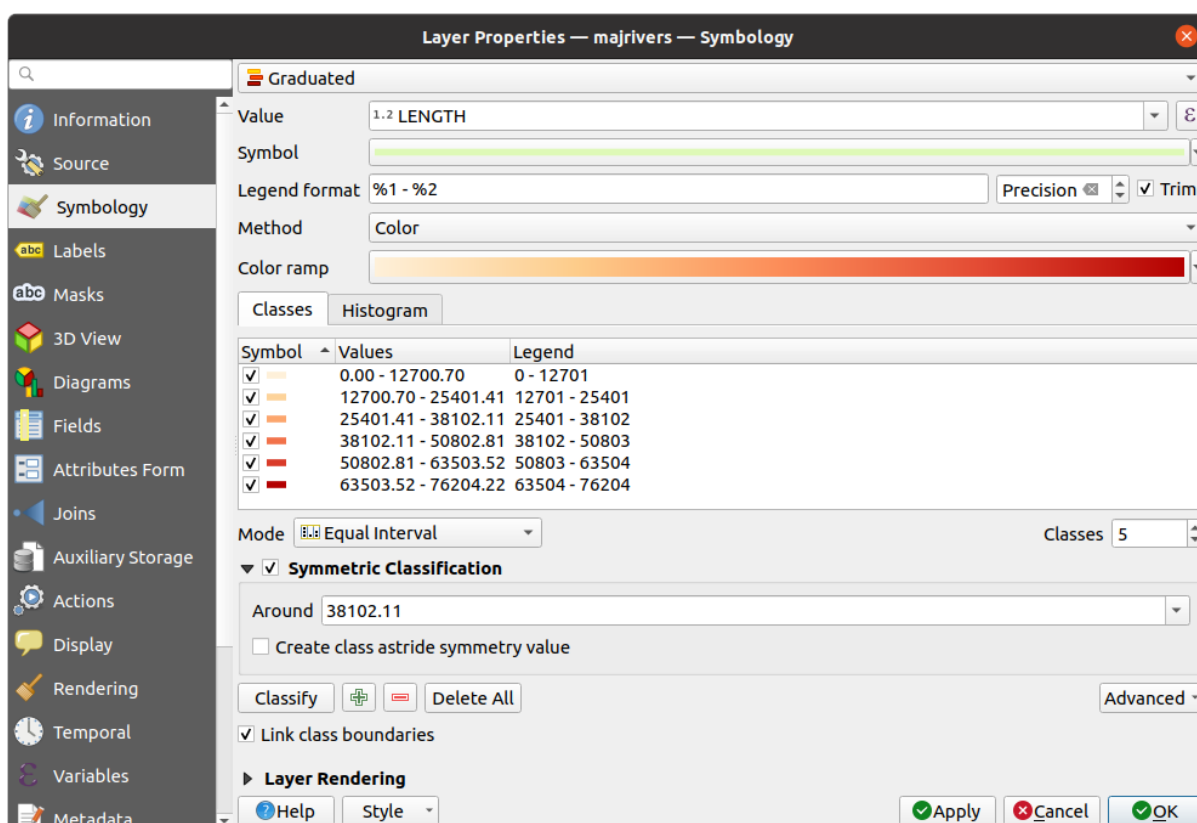 Layer Properties — majrivers — Symbology
Information
Source
Symbology
abc Labels
abc Masks
3D View
Diagrams
Fields
Attributes Form
Joins
Auxiliary Storage
Actions
Display
Rendering
Temporal
Variables
Metadata
Graduated
Value 1.2 LENGTH ε
Symbol
Legend format %1 - %2 Precision Trim
Method Color
Color ramp
Classes Histogram
Symbol Values Legend
0.00 - 12700.70 0 - 12701
12700.70 - 25401.41 12701 - 25401
25401.41 - 38102.11 25401 - 38102
38102.11 - 50802.81 38102 - 50803
50802.81 - 63503.52 50803 - 63504
63503.52 - 76204.22 63504 - 76204
Mode Equal Interval Classes 5
Symmetric Classification
Around 38102.11
Create class astride symmetry value
Classify Delete All Advanced
Link class boundaries
Layer Rendering
Help Style Apply Cancel OK